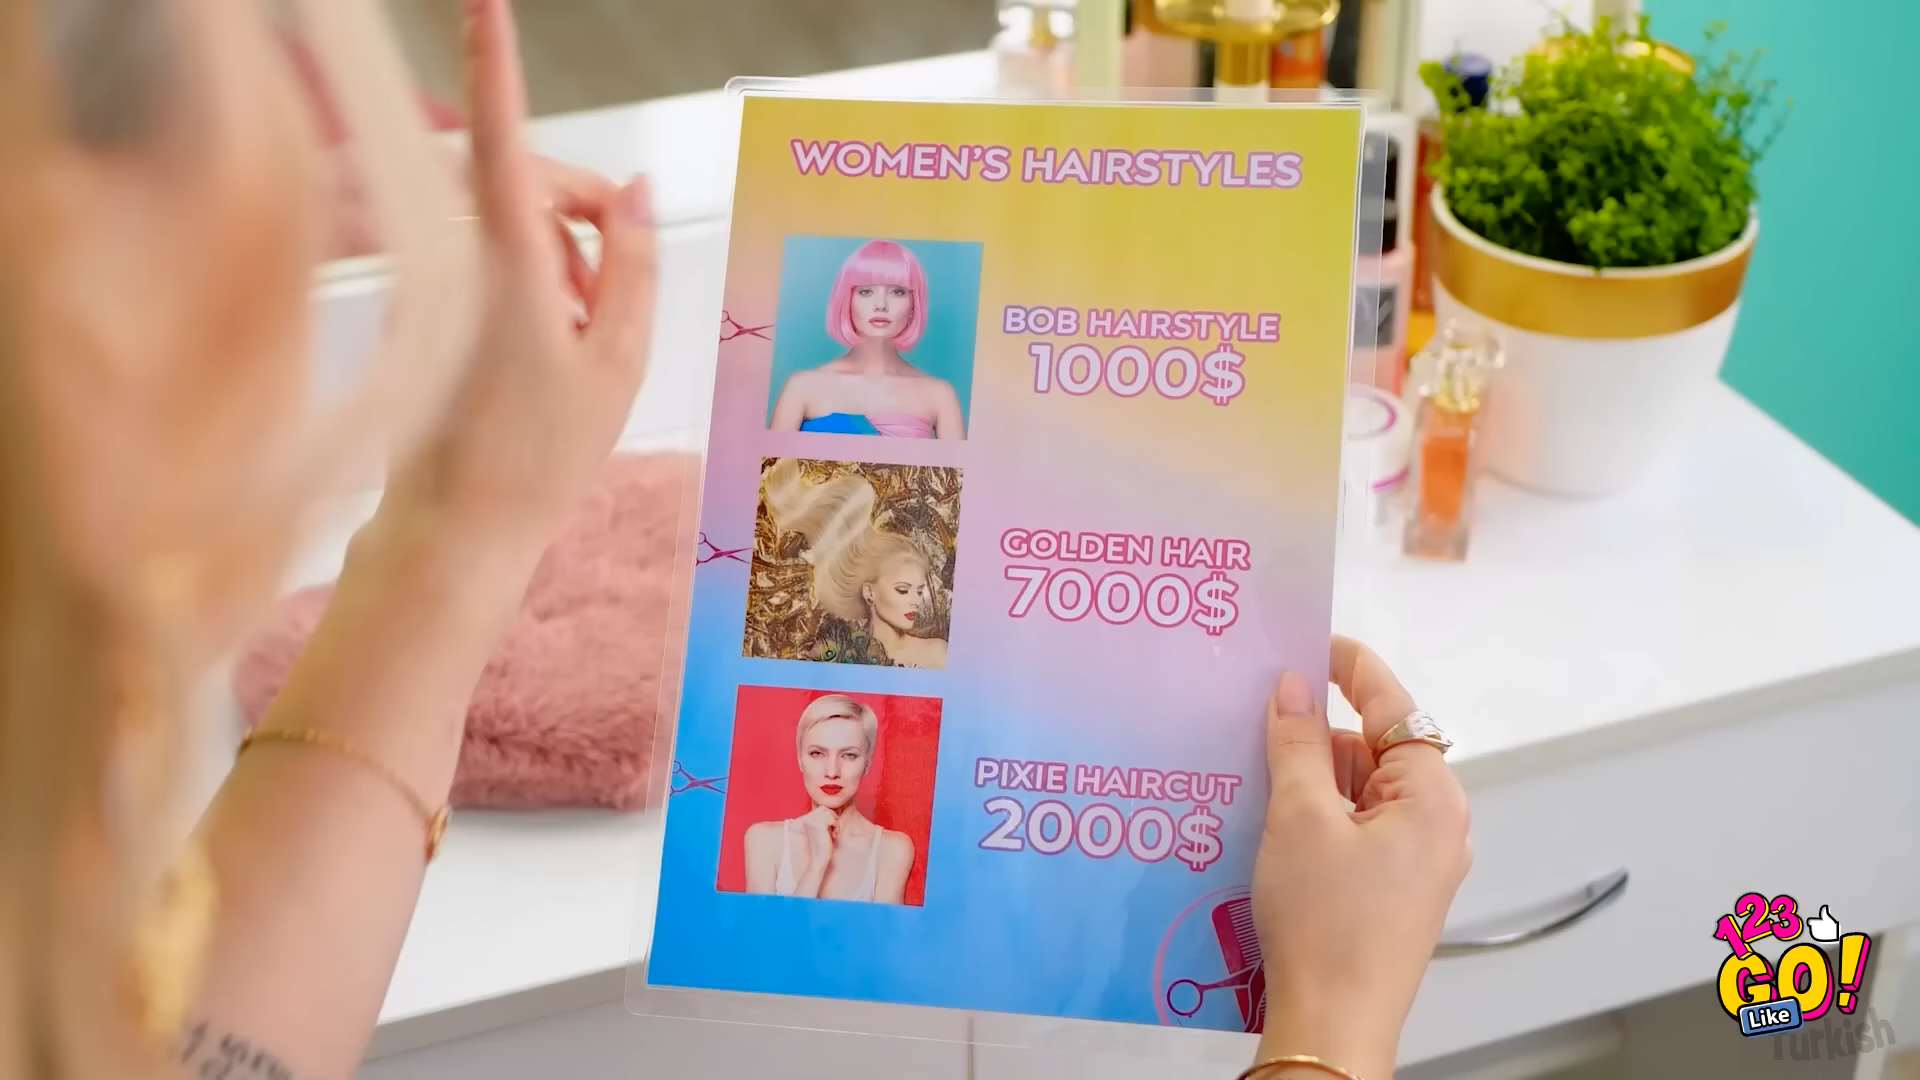 WOMEN'S HAIRSTYLES
BOB HAIRSTYLE
1000$
GOLDEN HAIR
7000$
PIXIE HAIRCUT
2000$
123
GO!
Like
Turkish